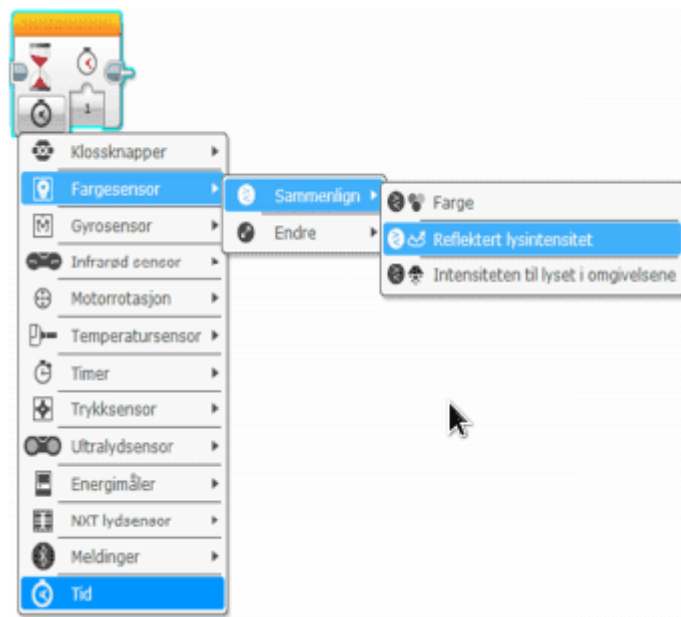 1
Klossknapper
Fargesensor
Gyrosensor
Infrarød sensor
Motorrotasjon
Temperatursensor
Timer
Trykksensor
Ultralydsensor
Energimåler
NXT lydsensor
Meldinger
Tid
Sammenlign
Endre
Farge
Reflektert lysintensitet
Intensiteten til lyset i omgivelsene